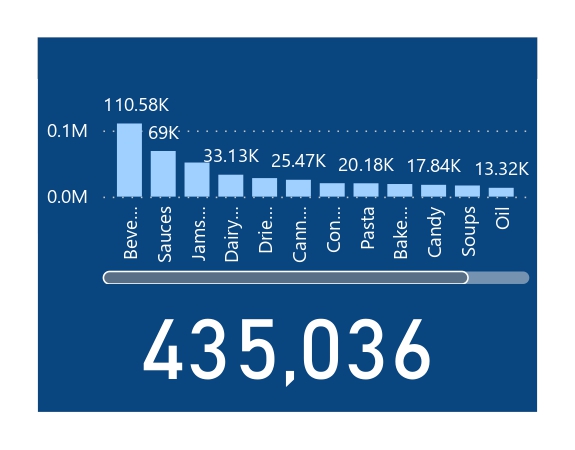 110.58K
0.1M
69K
33.13K 25.47K 20.18K 17.84K 13.32K
0.0M
Beve...
Sauces
Jams...
Dairy...
Drie...
Cann...
Con...
Pasta
Bake...
Candy
Soups
Oil
435,036